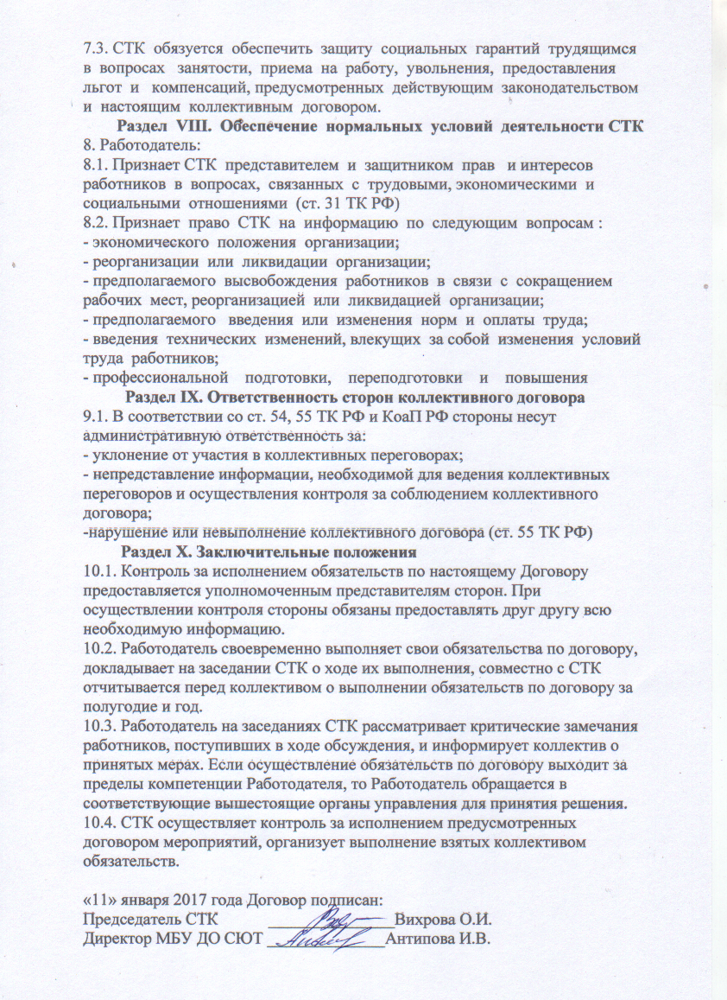 7.3. СТК обязуется обеспечить защиту социальных гарантий трудящимся
в вопросах занятости, приема на работу, увольнения, предоставления
льгот и компенсаций, предусмотренных действующим законодательством
и настоящим коллективным договором.
Раздел VIII. Обеспечение нормальных условий деятельности СТК
8. Работодатель:
8.1. Признает СТК представителем и защитником прав и интересов
работников в вопросах, связанных с трудовыми, экономическими и
социальными отношениями (ст. 31 ТК РФ)
8.2. Признает право СТК на информацию по следующим вопросам :
- экономического положения организации;
- реорганизации или ликвидации организации;
- предполагаемого высвобождения работников в связи с сокращением
рабочих мест, реорганизацией или ликвидацией организации;
- предполагаемого введения или изменения норм и оплаты труда;
- введения технических изменений, влекущих за собой изменения условий
труда работников;
- профессиональной подготовки, переподготовки и повышения
Раздел IX. Ответственность сторон коллективного договора
9.1. В соответствии со ст. 54, 55 ТК РФ и КоаП РФ стороны несут
административную ответственность за:
- уклонение от участия в коллективных переговорах;
- непредставление информации, необходимой для ведения коллективных
переговоров и осуществления контроля за соблюдением коллективного
договора;
-нарушение или невыполнение коллективного договора (ст. 55 ТК РФ)
Раздел X. Заключительные положения
10.1. Контроль за исполнением обязательств по настоящему Договору
предоставляется уполномоченным представителям сторон. При
осуществлении контроля стороны обязаны предоставлять друг другу всю
необходимую информацию.
10.2. Работодатель своевременно выполняет свои обязательства по договору,
докладывает на заседании СТК о ходе их выполнения, совместно с СТК
отчитывается перед коллективом о выполнении обязательств по договору за
полугодие и год.
10.3. Работодатель на заседаниях СТК рассматривает критические замечания
работников, поступивших в ходе обсуждения, и информирует коллектив о
принятых мерах. Если осуществление обязательств по договору выходит за
пределы компетенции Работодателя, то Работодатель обращается в
соответствующие вышестоящие органы управления для принятия решения.
10.4. СТК осуществляет контроль за исполнением предусмотренных
договором мероприятий, организует выполнение взятых коллективом
обязательств.
«11» января 2017 года Договор подписан:
Председатель СТК Вихрова О.И.
Директор МБУ ДО СЮТ Антипова И.В.